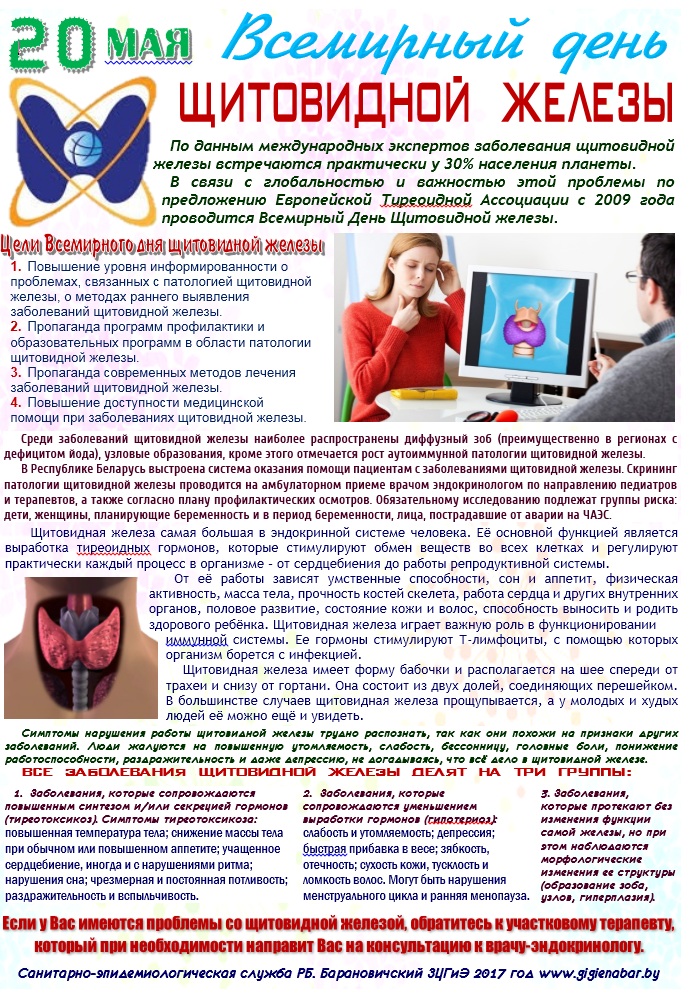 20 МАЯ Всемирный день
ЩИТОВИДНОЙ ЖЕЛЕЗЫ
По данным международных экспертов заболевания щитовидной
железы встречаются практически у 30% населения планеты.
В связи с глобальностью и важностью этой проблемы по
предложению Европейской Тиреоидной Ассоциации с 2009 года
проводится Всемирный День Щитовидной железы.
Цели Всемирного дня щитовидной железы
1. Повышение уровня информированности о
проблемах, связанных с патологией щитовидной
железы, о методах раннего выявления
заболеваний щитовидной железы.
2. Пропаганда программ профилактики и
образовательных программ в области патологии
щитовидной железы.
3. Пропаганда современных методов лечения
заболеваний щитовидной железы.
4. Повышение доступности медицинской
помощи при заболеваниях щитовидной железы.
Среди заболеваний щитовидной железы наиболее распространены диффузный зоб (преимущественно в регионах с
дефицитом йода), узловые образования, кроме этого отмечается рост аутоиммунной патологии щитовидной железы.
В Республике Беларусь выстроена система оказания помощи пациентам с заболеваниями щитовидной железы. Скрининг
патологии щитовидной железы проводится на амбулаторном приеме врачом эндокринологом по направлению педиатров
и терапевтов, а также согласно плану профилактических осмотров. Обязательному исследованию подлежат группы риска:
дети, женщины, планирующие беременность и в период беременности, лица, пострадавшие от аварии на ЧАЭС.
Щитовидная железа самая большая в эндокринной системе человека. Её основной функцией является
выработка тиреоидных гормонов, которые стимулируют обмен веществ во всех клетках и регулируют
практически каждый процесс в организме – от сердцебиения до работы репродуктивной системы.
От её работы зависят умственные способности, сон и аппетит, физическая
активность, масса тела, прочность костей скелета, работа сердца и других внутренних
органов, половое развитие, состояние кожи и волос, способность выносить и родить
здорового ребёнка. Щитовидная железа играет важную роль в функционировании
иммунной системы. Ее гормоны стимулируют Т-лимфоциты, с помощью которых
организм борется с инфекцией.
Щитовидная железа имеет форму бабочки и располагается на шее спереди от
трахеи и снизу от гортани. Она состоит из двух долей, соединяющих перешейком.
В большинстве случаев щитовидная железа прощупывается, а у молодых и худых
людей её можно ещё и увидеть.
Симптомы нарушения работы щитовидной железы трудно распознать, так как они похожи на признаки других
заболеваний. Люди жалуются на повышенную утомляемость, слабость, бессонницу, головные боли, понижение
работоспособности, раздражительность и даже депрессию, не догадываясь, что всё дело в щитовидной железе.
ВСЕ ЗАБОЛЕВАНИЯ ЩИТОВИДНОЙ ЖЕЛЕЗЫ ДЕЛЯТ НА ТРИ ГРУППЫ:
1. Заболевания, которые сопровождаются
повышенным синтезом и/или секрецией гормонов
(тиреотоксикоз). Симптомы тиреотоксикоза:
повышенная температура тела; снижение массы тела
при обычном или повышенном аппетите; учащенное
сердцебиение, иногда и с нарушениями ритма;
нарушения сна; чрезмерная и постоянная потливость;
раздражительность и вспыльчивость.
2. Заболевания, которые
сопровождаются уменьшением
выработки гормонов (гипотериаз):
слабость и утомляемость; депрессия;
быстрая прибавка в весе; зябкость,
отечность; сухость кожи, тусклость и
ломкость волос. Могут быть нарушения
менструального цикла и ранняя менопауза.
3. Заболевания,
которые протекают без
изменения функции
самой железы, но при
этом наблюдаются
морфологические
изменения ее структуры
(образование зоба,
узлов, гиперплазия).
Если у Вас имеются проблемы со щитовидной железой, обратитесь к участковому терапевту,
который при необходимости направит Вас на консультацию к врачу-эндокринологу.
Санитарно-эпидемиологическая служба РБ. Барановичский ЗЦГиЭ 2017 год www.gigienabar.by